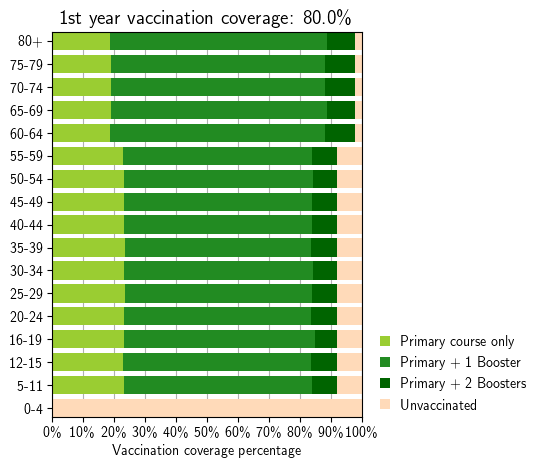 1st year vaccination coverage: 80.0%
80+
75-79
70-74
65-69
60-64
55-59
50-54
45-49
40-44
35-39
30-34
25-29
20-24
16-19
12-15
5-11
0-4
0% 10% 20% 30% 40% 50% 60% 70% 80% 90% 100%
Vaccination coverage percentage
Primary course only
Primary + 1 Booster
Primary + 2 Boosters
Unvaccinated